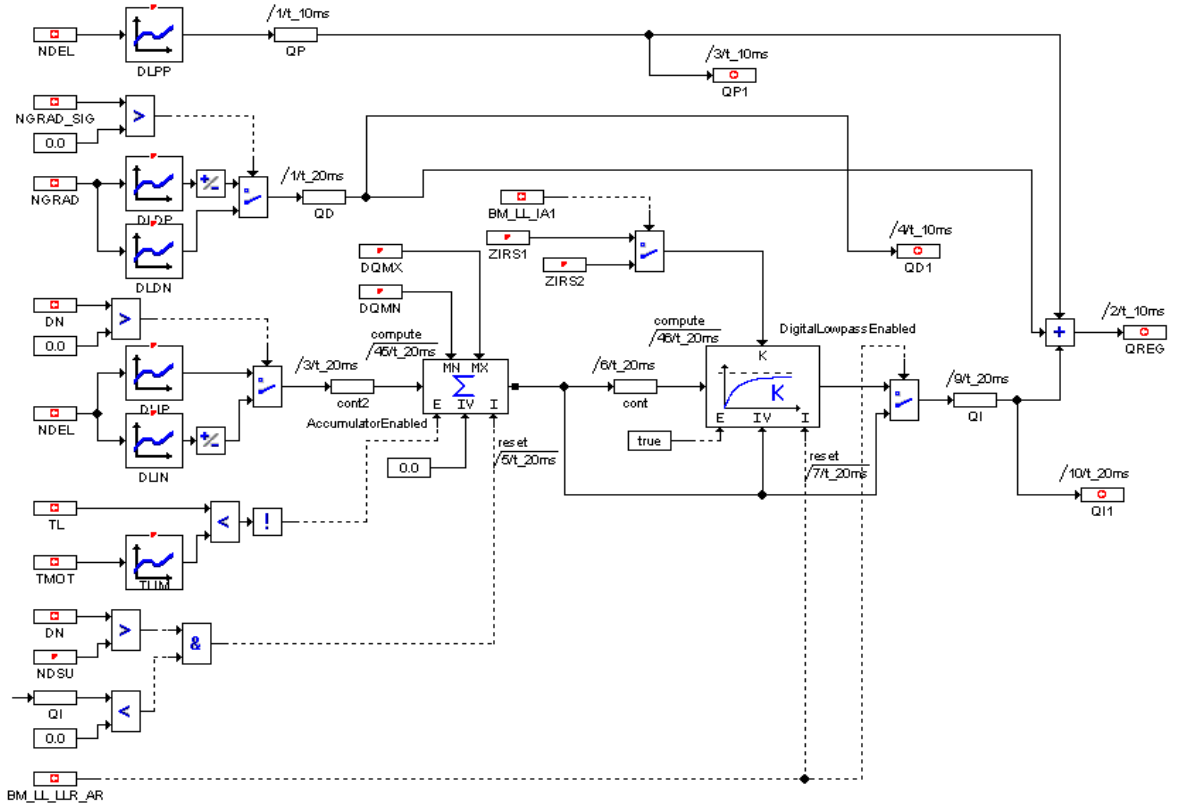 /1/t_10ms
NDEL
DLPP
QP
/3/t_10ms
QP1
NGRAD_SIG
>
0.0
NGRAD
DLDP
DLDN
/1/t_20ms
QD
BM_LL_IA1
ZIRS1
ZIRS2
/4/t_10ms
QD1
DQMX
DQMN
DN
>
0.0
NDEL
DLIP
DLIN
/3/t_20ms
cont2
compute
/45/t_20ms
MN MX
Σ
E IV I
AccumulatorEnabled
0.0
reset
/5/t_20ms
/6/t_20ms
cont
compute
/46/t_20ms
DigitalLowpassEnabled
K
K
E IV I
true
reset
/7/t_20ms
/9/t_20ms
QI
/10/t_20ms
QI1
+
/2/t_10ms
QREG
TL
<
!
TMOT
TLIM
DN
>
NDSU
&
QI
<
0.0
BM_LL_LLR_AR